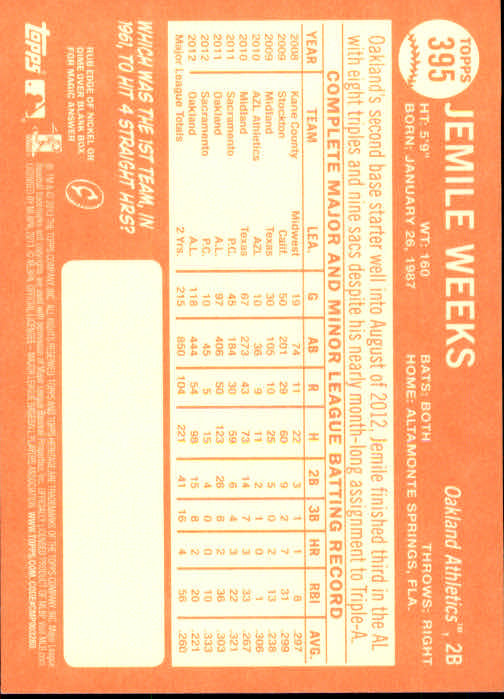 TOPPS
395
JEMILE WEEKS
Oakland Athletics™, 2B
HT: 5'9" WT: 160 BATS: BOTH THROWS: RIGHT
BORN: JANUARY 26, 1987 HOME: ALTAMONTE SPRINGS, FLA.
Oakland's second base starter well into August of 2012, Jemile finished third in the AL
with eight triples and nine sacs despite his nearly month-long assignment to Triple-A.
COMPLETE MAJOR AND MINOR LEAGUE BATTING RECORD
YEAR TEAM LEA. G AB R H 2B 3B HR RBI AVG.
2008 Kane County Midwest 19 74 11 22 3 1 1 8 .297
2009 Stockton Calif. 50 201 29 60 9 2 7 31 .299
2009 Midland Texas 30 105 10 25 5 0 2 13 .238
2010 AZL Athletics AZL 10 36 9 11 2 1 0 1 .306
2010 Midland Texas 67 273 43 73 14 7 3 33 .267
2011 Sacramento P.C. 45 184 30 59 6 4 3 22 .321
2011 Oakland A.L. 97 406 50 123 26 8 2 36 .303
2012 Sacramento P.C. 10 45 5 15 4 0 0 10 .333
2012 Oakland A.L. 118 444 54 98 15 8 2 20 .221
Major League Totals 2 Yrs. 215 850 104 221 41 16 4 56 .260
WHICH WAS THE 1ST TEAM, IN
1961, TO HIT 4 STRAIGHT HRS?
RUB EDGE OF NICKEL OR
DIME OVER BLANK BOX
FOR MAGIC ANSWER
Topps